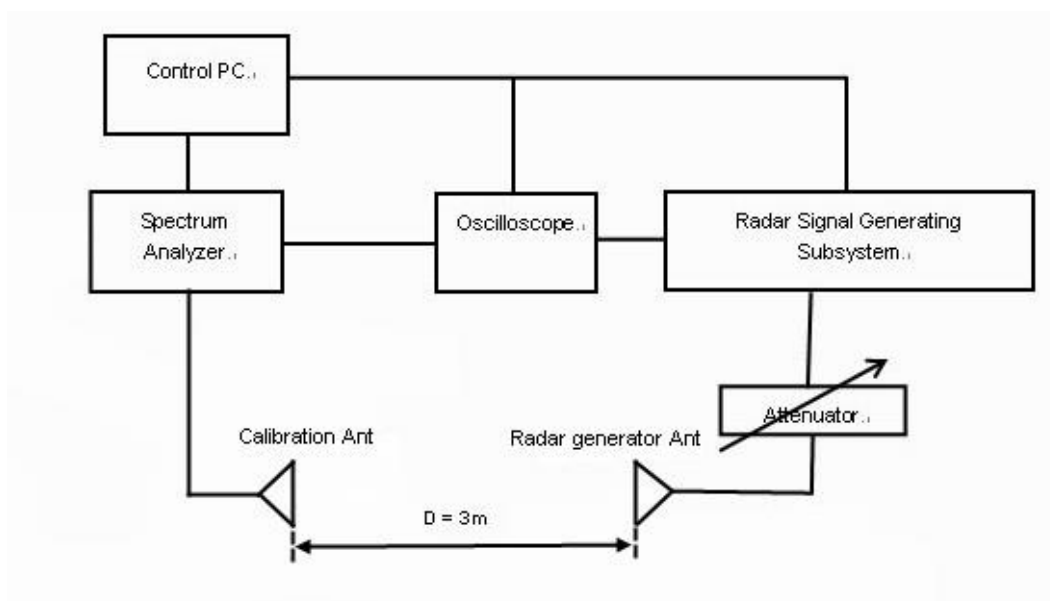 Control PC.
Spectrum
Analyzer.
Oscilloscope.
Radar Signal Generating
Subsystem.
Attenuator.
Calibration Ant
Radar generator Ant
D = 3m